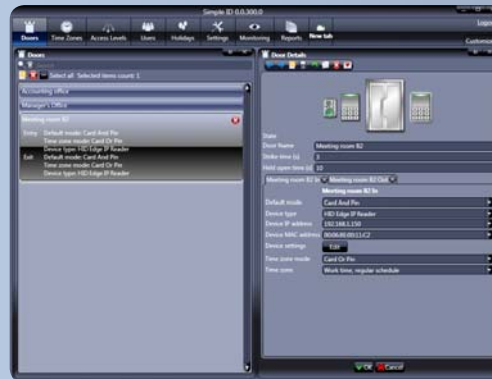 Simple ID 0.0.300.0
Doors Time Zones Access Levels Users Holidays Settings Monitoring Reports New tab
Doors
Search
Select all Selected items count: 1
Accounting office
Manager's Office
Meeting room B2
Entry Default mode: Card And Pin
Time zone mode: Card Or Pin
Device type: HID Edge IP Reader
Exit Default mode: Card And Pin
Time zone mode: Card Or Pin
Device type: HID Edge IP Reader
Door Details
State
Door Name Meeting room B2
Strike time (s) 3
Held open time (s) 10
Meeting room B2 In Meeting room B2 Out
Meeting room B2 In
Default mode Card And Pin
Device type HID Edge IP Reader
Device IP address 192.168.1.150
Device MAC address
Device settings Edit
Time zone mode Card Or Pin
Time zone Work time, regular schedule
OK Cancel